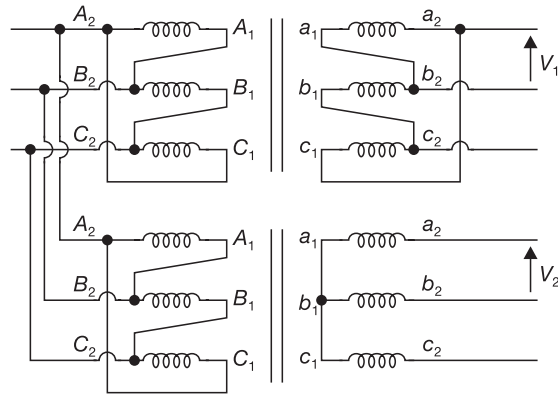 A₂ A₁ a₁ a₂
B₂ B₁ b₁ b₂ V₁
C₂ C₁ c₁ c₂
A₂ A₁ a₁ a₂
B₂ B₁ b₁ b₂ V₂
C₂ C₁ c₁ c₂